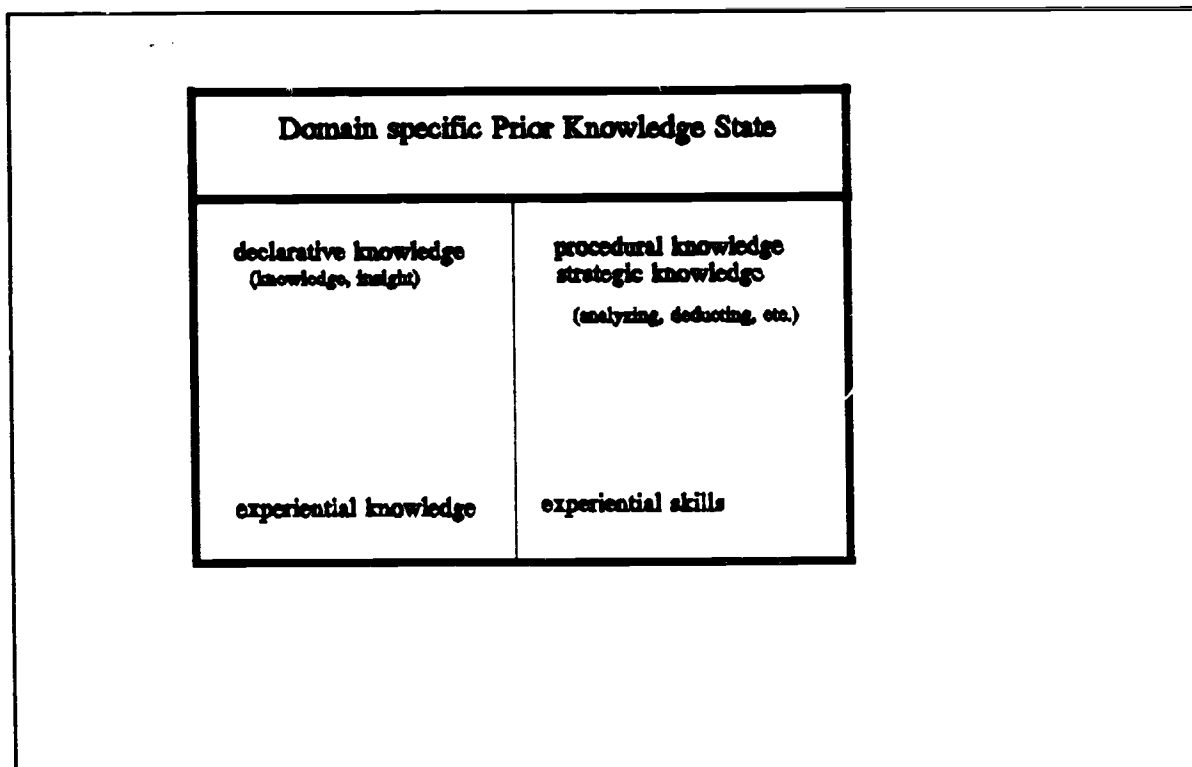 Domain specific Prior Knowledge State
declarative knowledge
(knowledge, insight)
experiential knowledge
procedural knowledge
strategic knowledge
(analyzing, deducting, etc.)
experiential skills